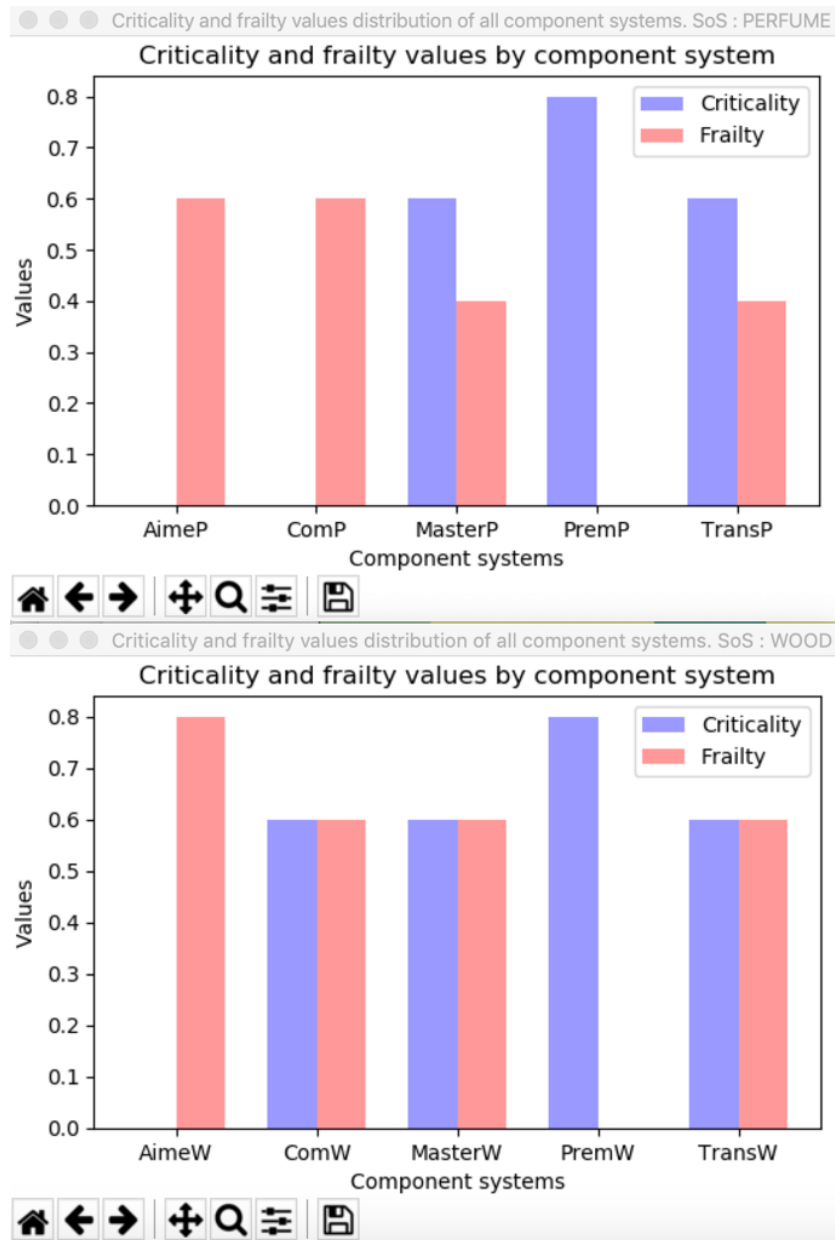 Criticality and frailty values distribution of all component systems. SoS : PERFUME
Criticality and frailty values by component system
Criticality
Frailty
0.8
0.7
0.6
0.5
0.4
0.3
0.2
0.1
0.0
Values
AimeP ComP MasterP PremP TransP
Component systems
Criticality and frailty values distribution of all component systems. SoS : WOOD
Criticality and frailty values by component system
Criticality
Frailty
0.8
0.7
0.6
0.5
0.4
0.3
0.2
0.1
0.0
Values
AimeW ComW MasterW PremW TransW
Component systems